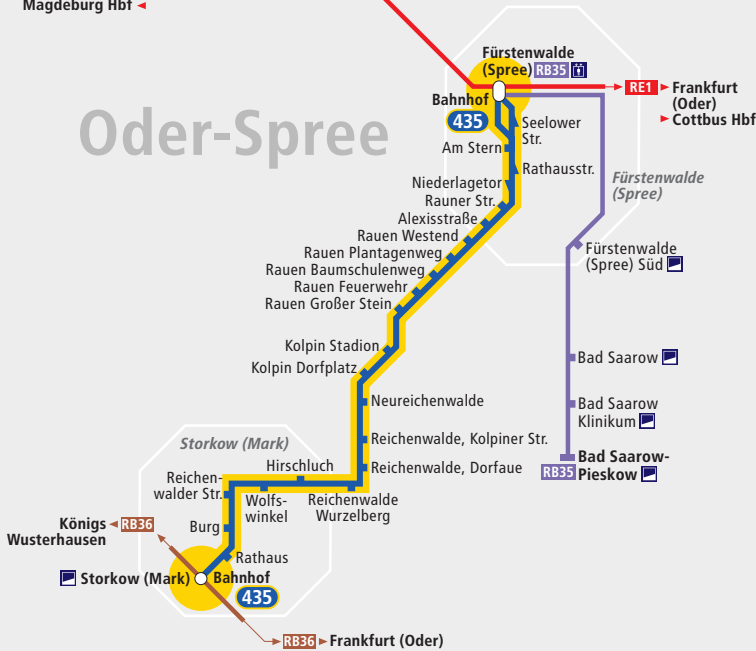 Magdeburg Hbf
Oder-Spree
Fürstenwalde
(Spree) RB35
Bahnhof
435
RE1
Frankfurt
(Oder)
Cottbus Hbf
Seelower
Str.
Am Stern
Rathausstr.
Niederlagetor
Rauner Str.
Alexisstraße
Rauen Westend
Rauen Plantagenweg
Rauen Baumschulenweg
Rauen Feuerwehr
Rauen Großer Stein
Fürstenwalde
(Spree)
Fürstenwalde
(Spree) Süd
Kolpin Stadion
Kolpin Dorfplatz
Bad Saarow
Neureichenwalde
Bad Saarow
Klinikum
Reichenwalde, Kolpiner Str.
Bad Saarow-
RB35 Pieskow
Reichenwalde, Dorfaue
Storkow (Mark)
Hirschluch
Reichen-
walder Str.
Wolfs-
winkel
Reichenwalde
Wurzelberg
Burg
Königs
Wusterhausen
RB36
Rathaus
Storkow (Mark)
Bahnhof
435
RB36 Frankfurt (Oder)